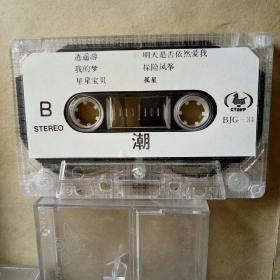 逍遥游 明天是否依然爱我
我的梦 探险风筝
星星宝贝 孤星
B
STEREO
潮
BJG-34